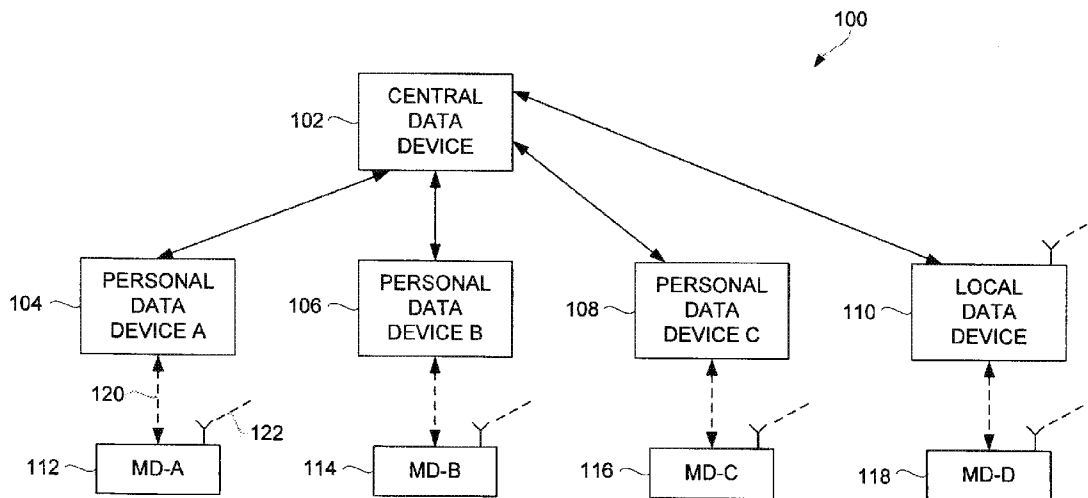 100
102
CENTRAL
DATA
DEVICE
104
PERSONAL
DATA
DEVICE A
106
PERSONAL
DATA
DEVICE B
108
PERSONAL
DATA
DEVICE C
110
LOCAL
DATA
DEVICE
120
122
112
MD-A
114
MD-B
116
MD-C
118
MD-D